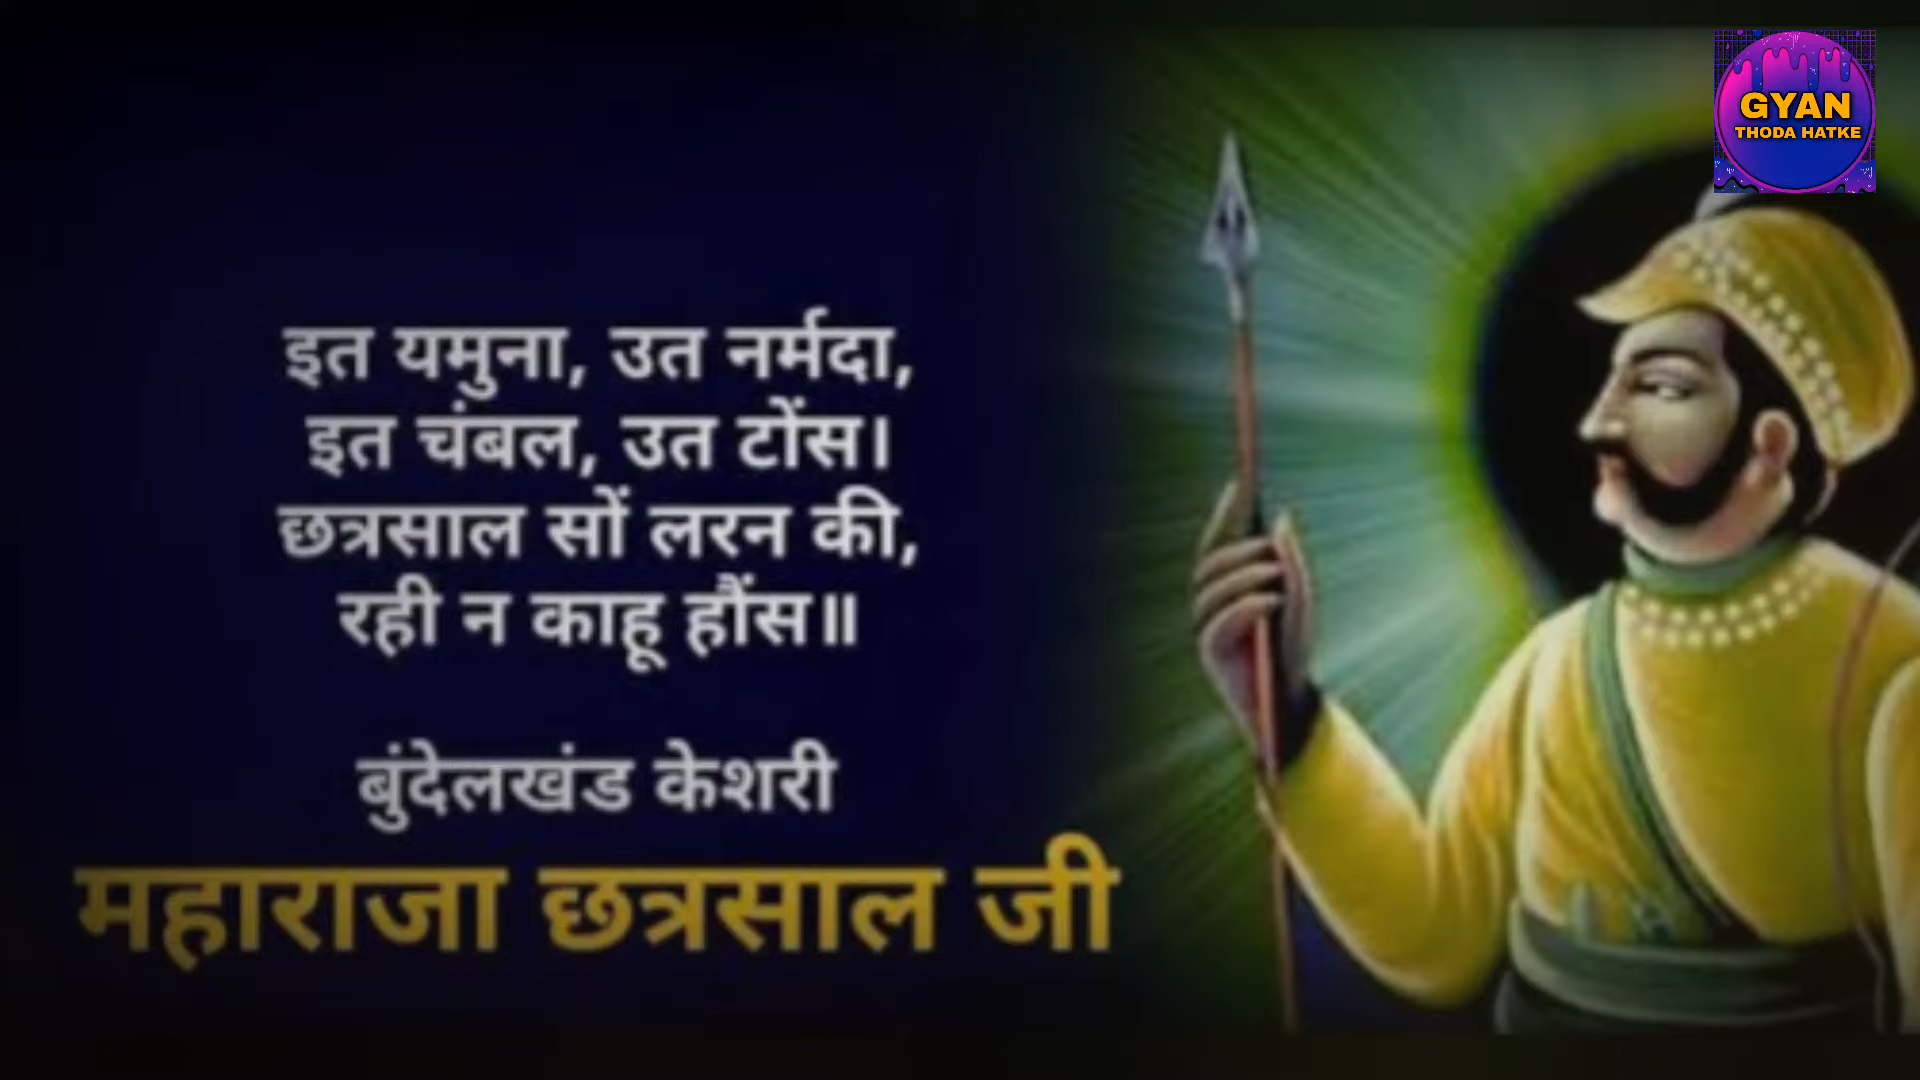 GYAN
THODA HATKE
इत यमुना, उत नर्मदा,
इत चंबल, उत टोंस।
छत्रसाल सों लरन की,
रही न काहू हौंस॥
बुंदेलखंड केशरी
महाराजा छत्रसाल जी